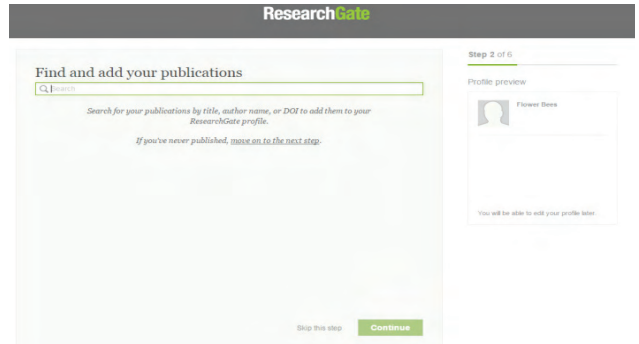 ResearchGate
Step 2 of 6
Find and add your publications
Search
Search for your publications by title, author name, or DOI to add them to your
ResearchGate profile.
If you've never published, move on to the next step.
Profile preview
Flower Bees
You will be able to edit your profile later.
Skip this step
Continue